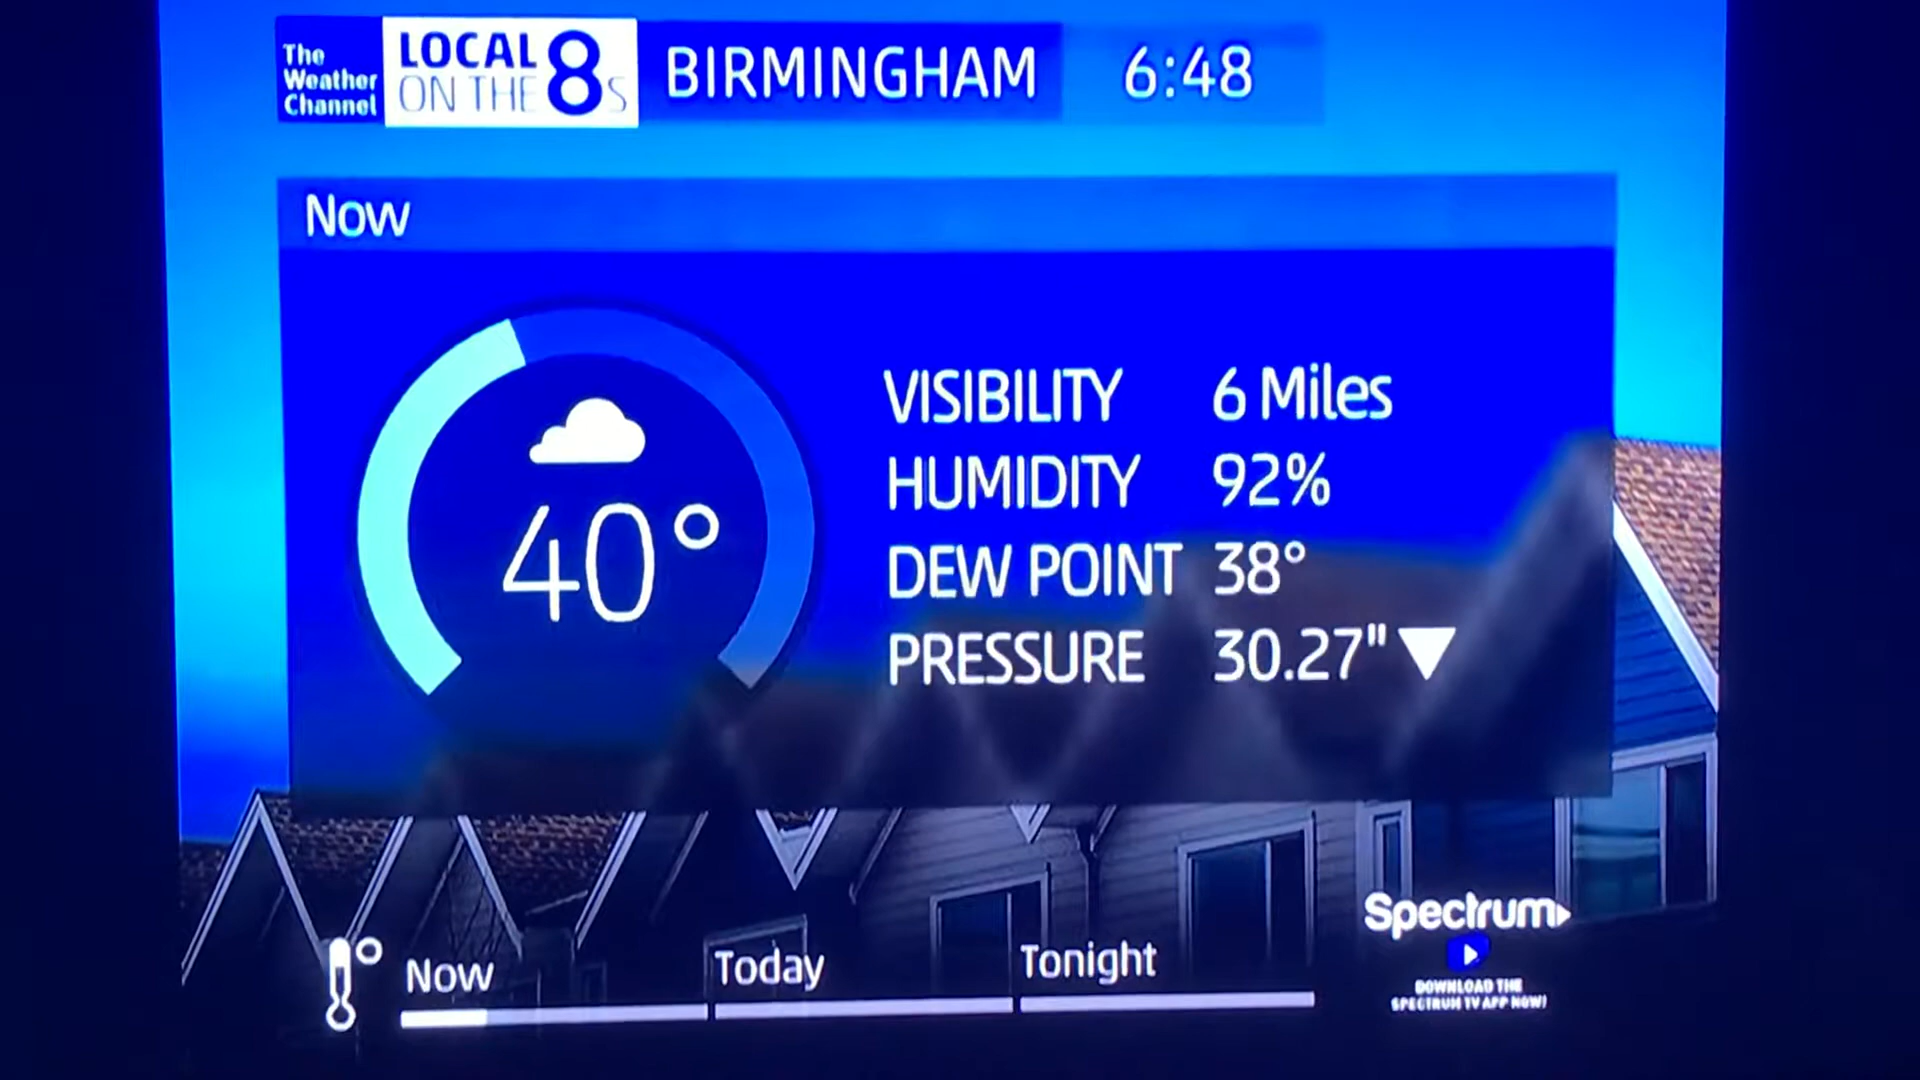 The Weather Channel
LOCAL ON THE 8s
BIRMINGHAM
6:48
Now
40°
VISIBILITY 6 Miles
HUMIDITY 92%
DEW POINT 38°
PRESSURE 30.27"▼
Now
Today
Tonight
Spectrum
DOWNLOAD THE
SPECTRUM TV APP NOW!